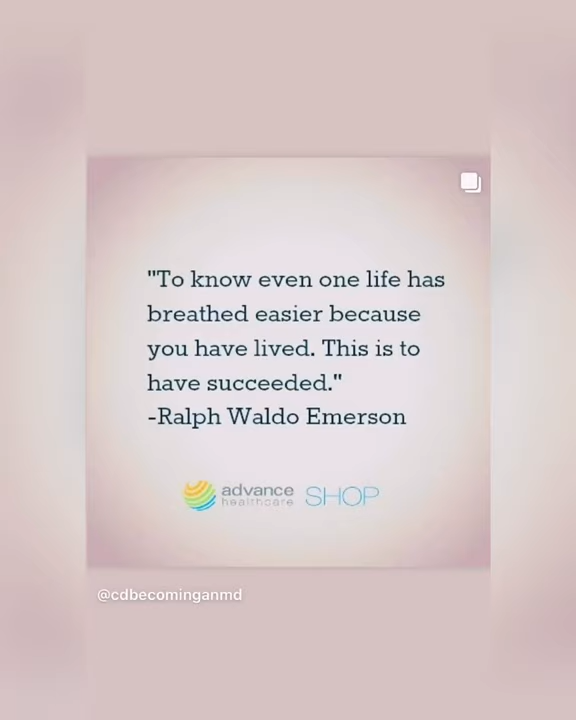 "To know even one life has
breathed easier because
you have lived. This is to
have succeeded."
-Ralph Waldo Emerson
advance
healthcare
SHOP
@cdbecominganmd